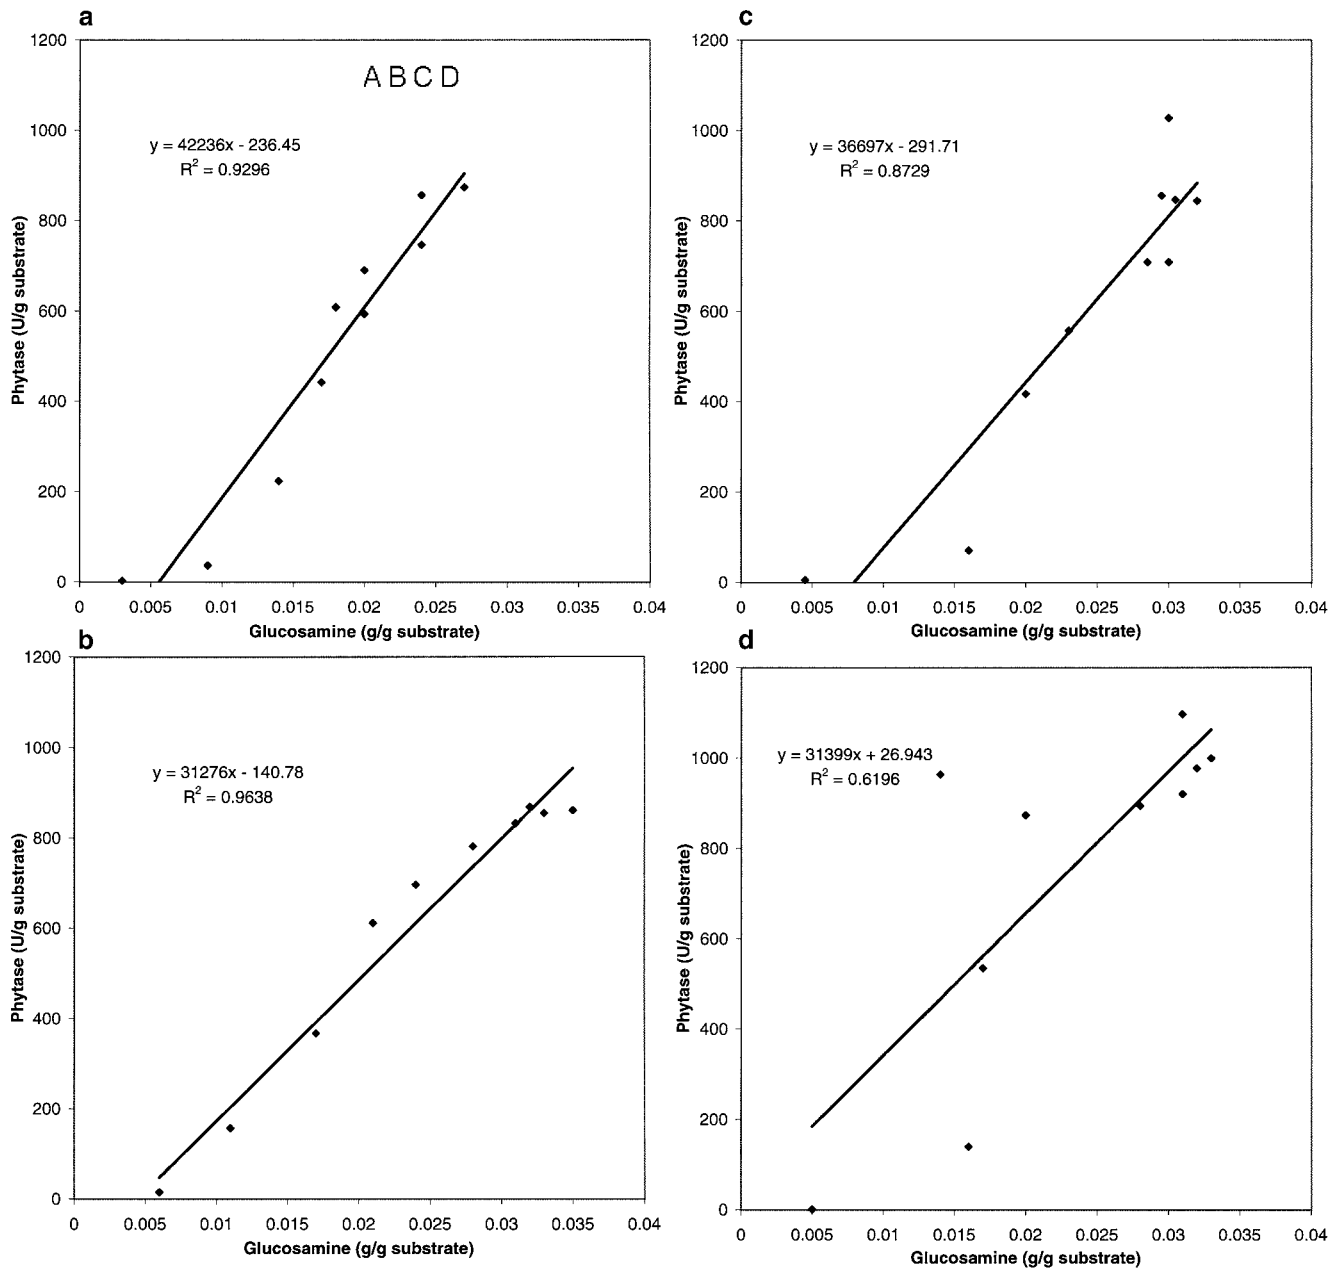 a
1200
1000
800
600
400
200
0
A B C D
y = 42236x - 236.45
R² = 0.9296
Phytase (U/g substrate)
0 0.005 0.01 0.015 0.02 0.025 0.03 0.035 0.04
Glucosamine (g/g substrate)
c
1200
1000
800
600
400
200
0
y = 36697x - 291.71
R² = 0.8729
Phytase (U/g substrate)
0 0.005 0.01 0.015 0.02 0.025 0.03 0.035 0.04
Glucosamine (g/g substrate)
b
1200
1000
800
600
400
200
0
y = 31276x - 140.78
R² = 0.9638
Phytase (U/g substrate)
0 0.005 0.01 0.015 0.02 0.025 0.03 0.035 0.04
Glucosamine (g/g substrate)
d
1200
1000
800
600
400
200
0
y = 31399x + 26.943
R² = 0.6196
Phytase (U/g substrate)
0 0.005 0.01 0.015 0.02 0.025 0.03 0.035 0.04
Glucosamine (g/g substrate)